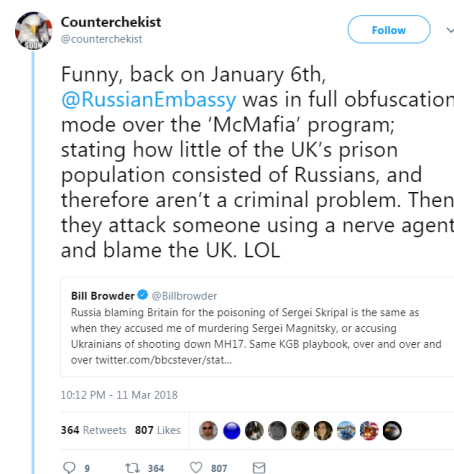 Counterchekist
@counterchekist
Follow
Funny, back on January 6th,
@RussianEmbassy was in full obfuscation
mode over the ‘McMafia’ program;
stating how little of the UK’s prison
population consisted of Russians, and
therefore aren’t a criminal problem. Then
they attack someone using a nerve agent
and blame the UK. LOL
Bill Browder @Billbrowder
Russia blaming Britain for the poisoning of Sergei Skripal is the same as
when they accused me of murdering Sergei Magnitsky, or accusing
Ukrainians of shooting down MH17. Same KGB playbook, over and over and
over twitter.com/bbcstever/stat...
10:12 PM - 11 Mar 2018
364 Retweets 807 Likes
9 364 807